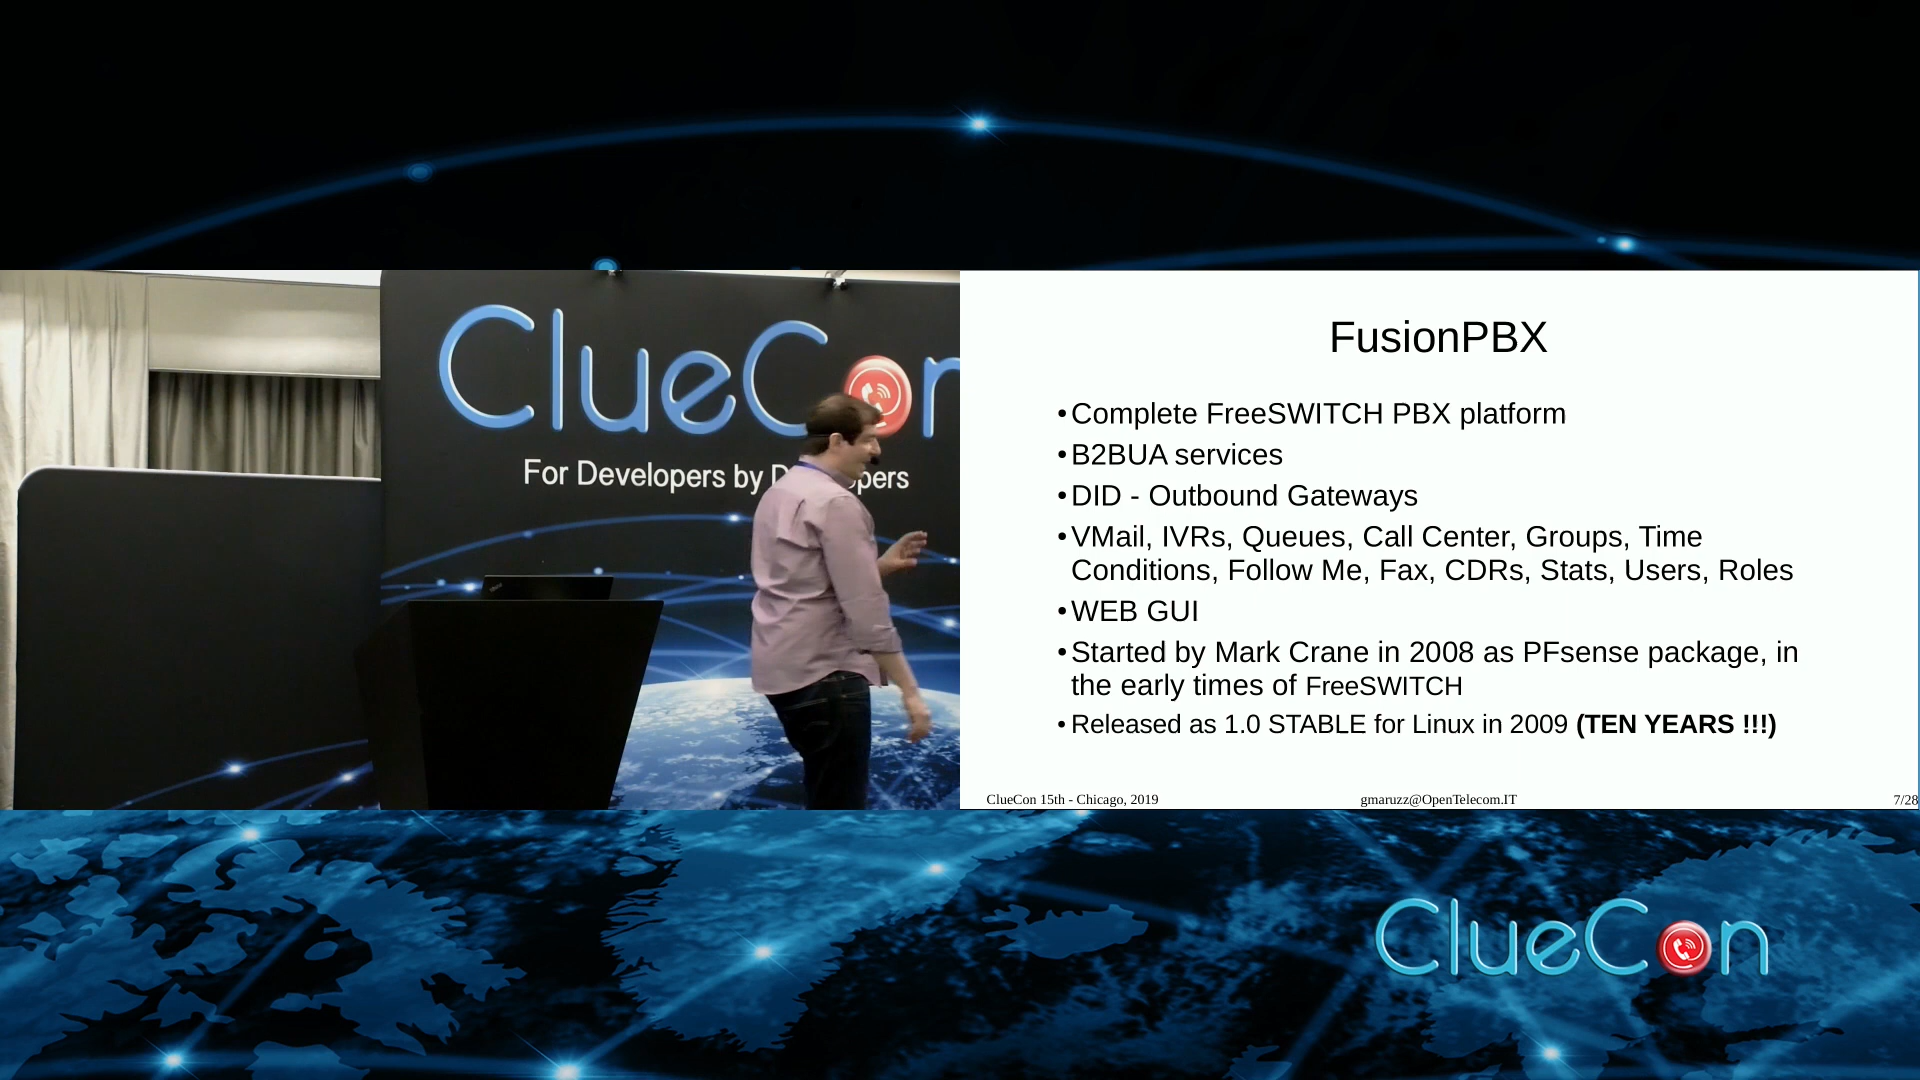 ClueCon
For Developers by D pers
FusionPBX
•Complete FreeSWITCH PBX platform
•B2BUA services
•DID - Outbound Gateways
•VMail, IVRs, Queues, Call Center, Groups, Time
Conditions, Follow Me, Fax, CDRs, Stats, Users, Roles
•WEB GUI
•Started by Mark Crane in 2008 as PFsense package, in
the early times of FreeSWITCH
•Released as 1.0 STABLE for Linux in 2009 (TEN YEARS !!!)
ClueCon 15th - Chicago, 2019
gmaruzz@OpenTelecom.IT
7/28
ClueCon